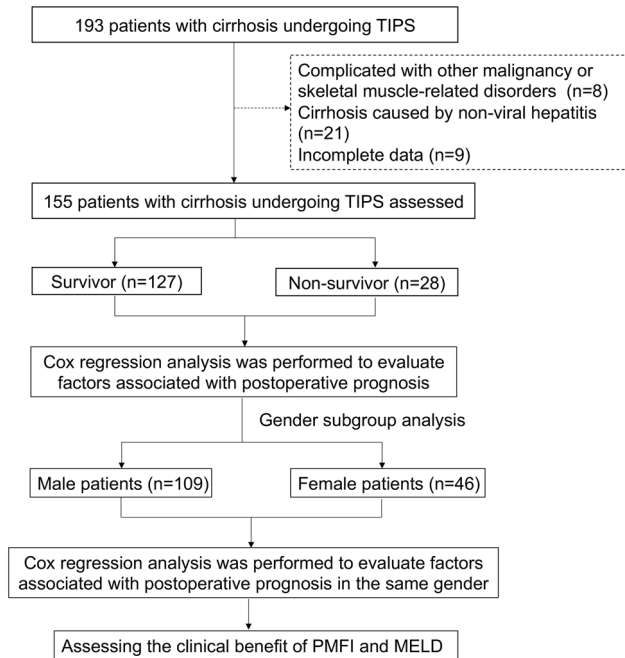 193 patients with cirrhosis undergoing TIPS
Complicated with other malignancy or
skeletal muscle-related disorders (n=8)
Cirrhosis caused by non-viral hepatitis
(n=21)
Incomplete data (n=9)
155 patients with cirrhosis undergoing TIPS assessed
Survivor (n=127)
Non-survivor (n=28)
Cox regression analysis was performed to evaluate
factors associated with postoperative prognosis
Gender subgroup analysis
Male patients (n=109)
Female patients (n=46)
Cox regression analysis was performed to evaluate factors
associated with postoperative prognosis in the same gender
Assessing the clinical benefit of PMFI and MELD